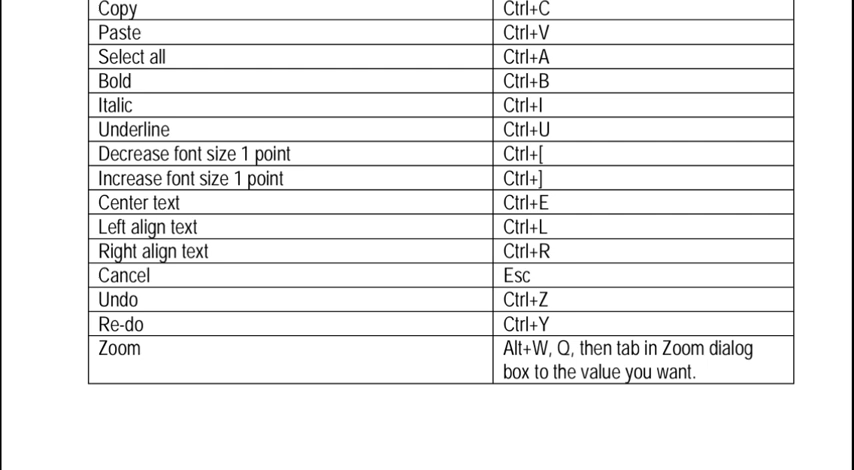 Copy Ctrl+C
Paste Ctrl+V
Select all Ctrl+A
Bold Ctrl+B
Italic Ctrl+I
Underline Ctrl+U
Decrease font size 1 point Ctrl+[
Increase font size 1 point Ctrl+]
Center text Ctrl+E
Left align text Ctrl+L
Right align text Ctrl+R
Cancel Esc
Undo Ctrl+Z
Re-do Ctrl+Y
Zoom Alt+W, Q, then tab in Zoom dialog
box to the value you want.